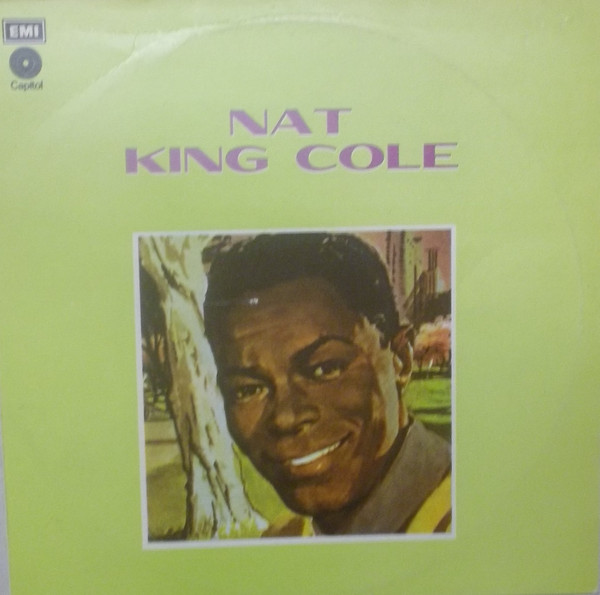 EMI
Capitol
NAT
KING COLE